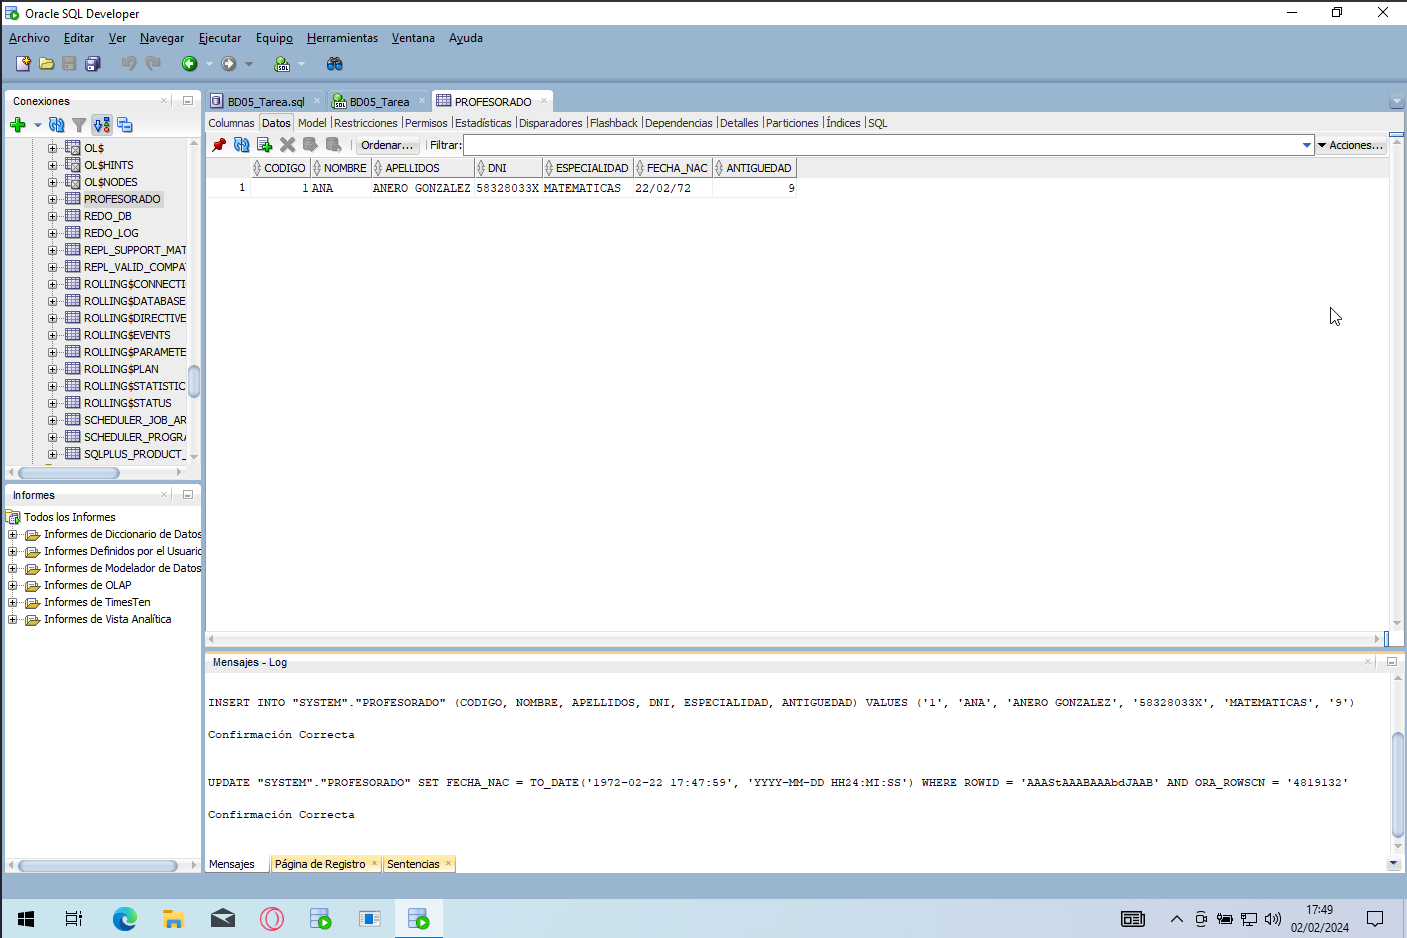 Oracle SQL Developer
Archivo Editar Ver Navegar Ejecutar Equipo Herramientas Ventana Ayuda
Conexiones
OL$
OL$HINTS
OL$NODES
PROFESORADO
REDO_DB
REDO_LOG
REPL_SUPPORT_MAT
REPL_VALID_COMPA
ROLLING$CONNECTI
ROLLING$DATABASE
ROLLING$DIRECTIVE
ROLLING$EVENTS
ROLLING$PARAMETE
ROLLING$PLAN
ROLLING$STATISTIC
ROLLING$STATUS
SCHEDULER_JOB_AR
SCHEDULER_PROGRA
SQLPLUS_PRODUCT_
Informes
Todos los Informes
Informes de Diccionario de Datos
Informes Definidos por el Usuario
Informes de Modelador de Datos
Informes de OLAP
Informes de TimesTen
Informes de Vista Analítica
BD05_Tarea.sql BD05_Tarea PROFESORADO
Columnas Datos Model Restricciones Permisos Estadísticas Disparadores Flashback Dependencias Detalles Particiones Índices SQL
Ordenar... Filtrar: Acciones...
CODIGO NOMBRE APELLIDOS DNI ESPECIALIDAD FECHA_NAC ANTIGUEDAD
1 1 ANA ANERO GONZALEZ 58328033X MATEMATICAS 22/02/72 9
Mensajes - Log
INSERT INTO "SYSTEM"."PROFESORADO" (CODIGO, NOMBRE, APELLIDOS, DNI, ESPECIALIDAD, ANTIGUEDAD) VALUES ('1', 'ANA', 'ANERO GONZALEZ', '58328033X', 'MATEMATICAS', '9')
Confirmación Correcta
UPDATE "SYSTEM"."PROFESORADO" SET FECHA_NAC = TO_DATE('1972-02-22 17:47:59', 'YYYY-MM-DD HH24:MI:SS') WHERE ROWID = 'AAAStAAABAAAbdJAAB' AND ORA_ROWSCN = '4819132'
Confirmación Correcta
Mensajes Página de Registro Sentencias
17:49
02/02/2024